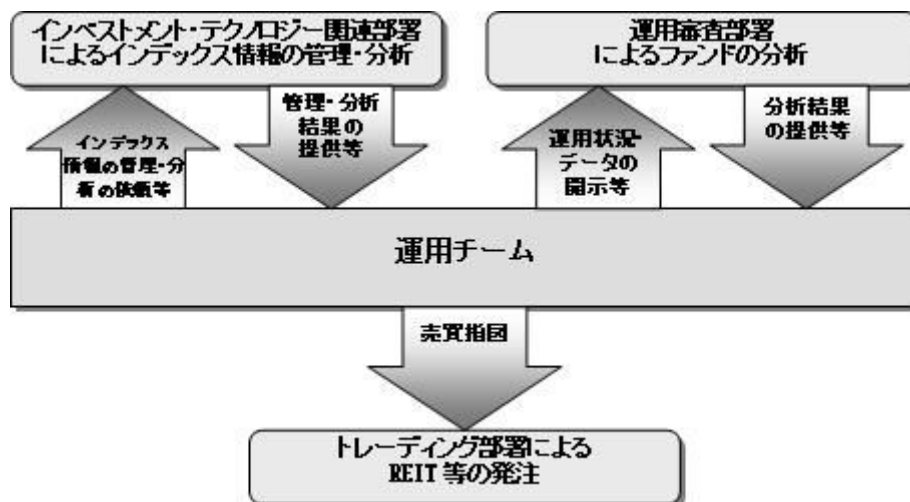 インベストメント・テクノロジー関連部署
によるインデックス情報の管理・分析
運用審査部署
によるファンドの分析
インデックス
情報の管理・分
析の依頼等
管理・分析
結果の
提供等
運用状況・
データの
開示等
分析結果
の提供等
運用チーム
売買指図
トレーディング部署による
REIT等の発注